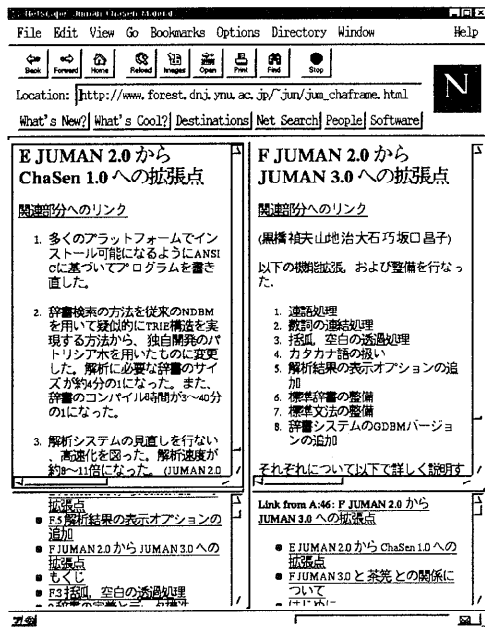 Netscape: Juman Chasen Manual
File Edit View Go Bookmarks Options Directory Window Help
Back Forward Home Reload Images Open Print Find Stop
Location: http://www.forest.dnj.ynu.ac.jp/~jun/jum_chaframe.html
N
What's New? What's Cool? Destinations Net Search People Software
E JUMAN 2.0 から
ChaSen 1.0 への拡張点
関連部分へのリンク
1. 多くのプラットフォームでイン
ストール可能になるようにANSI
Cに基づいてプログラムを書き
直した。
2. 辞書検索の方法を従来のNDBM
を用いて疑似的にTRIE構造を実
現する方法から、独自開発のパ
トリシア木を用いたものに変更
した。解析に必要な辞書のサイ
ズが約4分の1になった。また、
辞書のコンパイル時間が3〜40分
の1になった。
3. 解析システムの見直しを行ない
、高速化を図った。解析速度が
約8〜11倍になった。 (JUMAN2.0
F JUMAN 2.0 から
JUMAN 3.0 への拡張点
関連部分へのリンク
(黒橋 禎夫 山地 治 大石 巧 坂口 昌子)
以下の機能拡張, および整備を行なっ
た.
1. 連語処理
2. 数詞の連結処理
3. 括弧, 空白の透過処理
4. カタカナ語の扱い
5. 解析結果の表示オプションの追
加
6. 標準辞書の整備
7. 標準文法の整備
8. 辞書システムのGDBMバージョ
ンの追加
それぞれについて以下で詳しく説明す
拡張点
F.5 解析結果の表示オプションの
追加
F JUMAN 2.0 から JUMAN 3.0 への
拡張点
もくじ
F.3 括弧, 空白の透過処理
Link from A:46: F JUMAN 2.0 から
JUMAN 3.0 への拡張点
E JUMAN 2.0 から ChaSen 1.0 への
拡張点
F JUMAN 3.0 と 茶筌 との関係に
ついて
はじめに